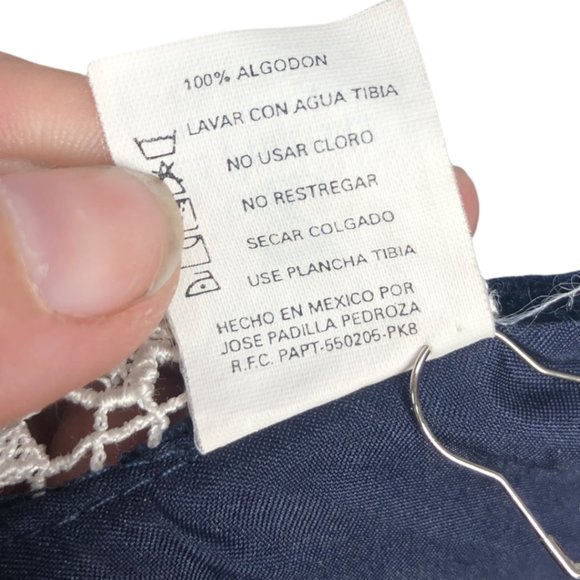 100% ALGODON
LAVAR CON AGUA TIBIA
NO USAR CLORO
NO RESTREGAR
SECAR COLGADO
USE PLANCHA TIBIA
HECHO EN MEXICO POR
JOSE PADILLA PEDROZA
R.F.C. PAPT-550205-PK8